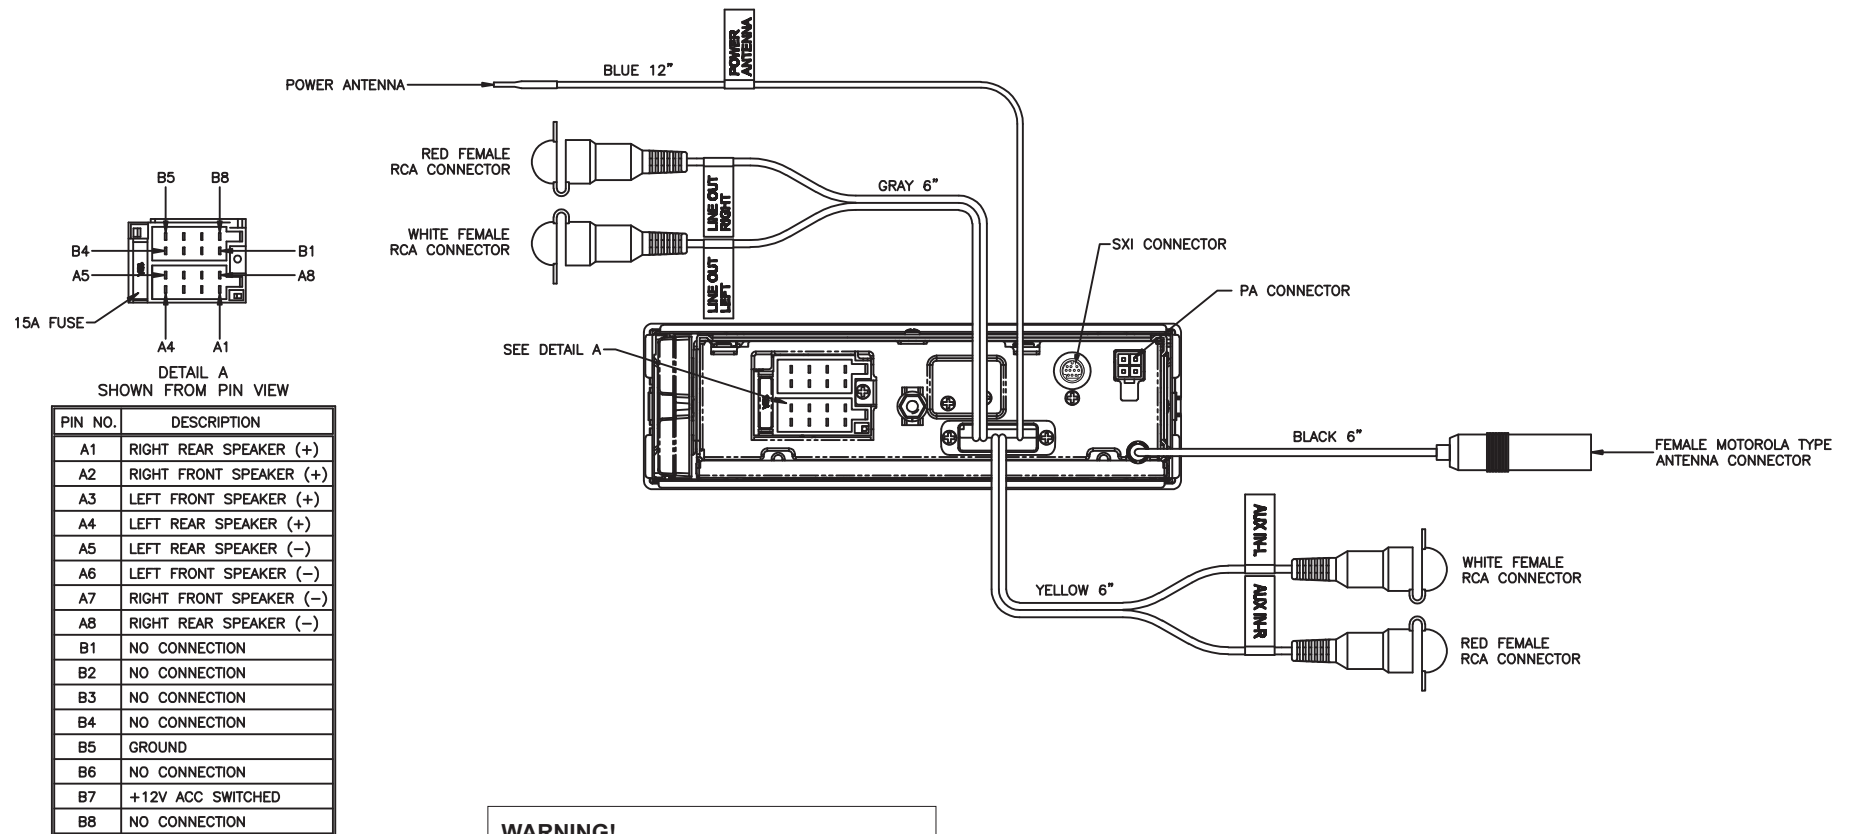 POWER ANTENNA
BLUE 12"
POWER
ANTENNA
RED FEMALE
RCA CONNECTOR
WHITE FEMALE
RCA CONNECTOR
LINE OUT
RIGHT
LINE OUT
LEFT
GRAY 6"
SXI CONNECTOR
PA CONNECTOR
SEE DETAIL A
BLACK 6"
FEMALE MOTOROLA TYPE
ANTENNA CONNECTOR
YELLOW 6"
AUX IN-L
AUX IN-R
WHITE FEMALE
RCA CONNECTOR
RED FEMALE
RCA CONNECTOR
B5 B8
B4 B1
A5 A8
15A FUSE
A4 A1
DETAIL A
SHOWN FROM PIN VIEW
PIN NO. DESCRIPTION
A1 RIGHT REAR SPEAKER (+)
A2 RIGHT FRONT SPEAKER (+)
A3 LEFT FRONT SPEAKER (+)
A4 LEFT REAR SPEAKER (+)
A5 LEFT REAR SPEAKER (−)
A6 LEFT FRONT SPEAKER (−)
A7 RIGHT FRONT SPEAKER (−)
A8 RIGHT REAR SPEAKER (−)
B1 NO CONNECTION
B2 NO CONNECTION
B3 NO CONNECTION
B4 NO CONNECTION
B5 GROUND
B6 NO CONNECTION
B7 +12V ACC SWITCHED
B8 NO CONNECTION
WARNING!